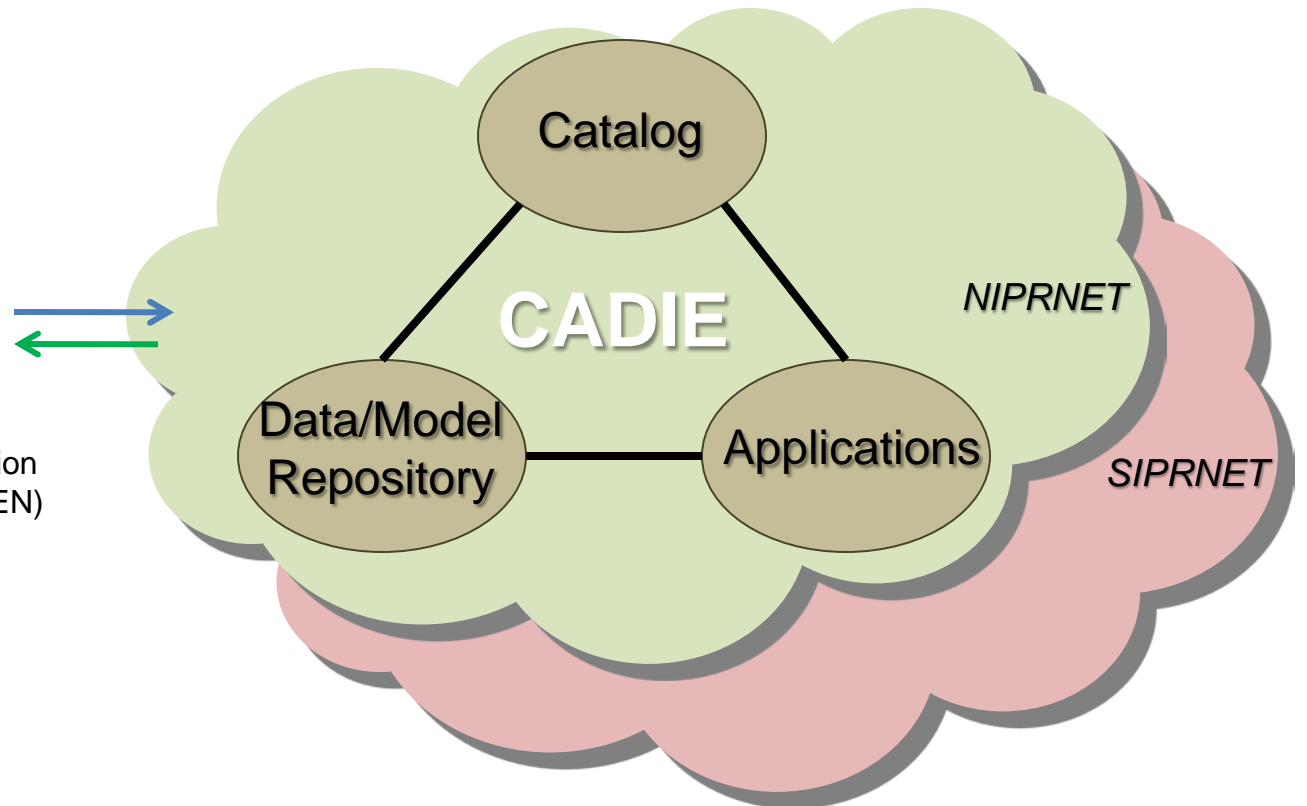 Catalog
NIPRNET
CADIE
Data/Model
Repository
Applications
SIPRNET
ion
EN)